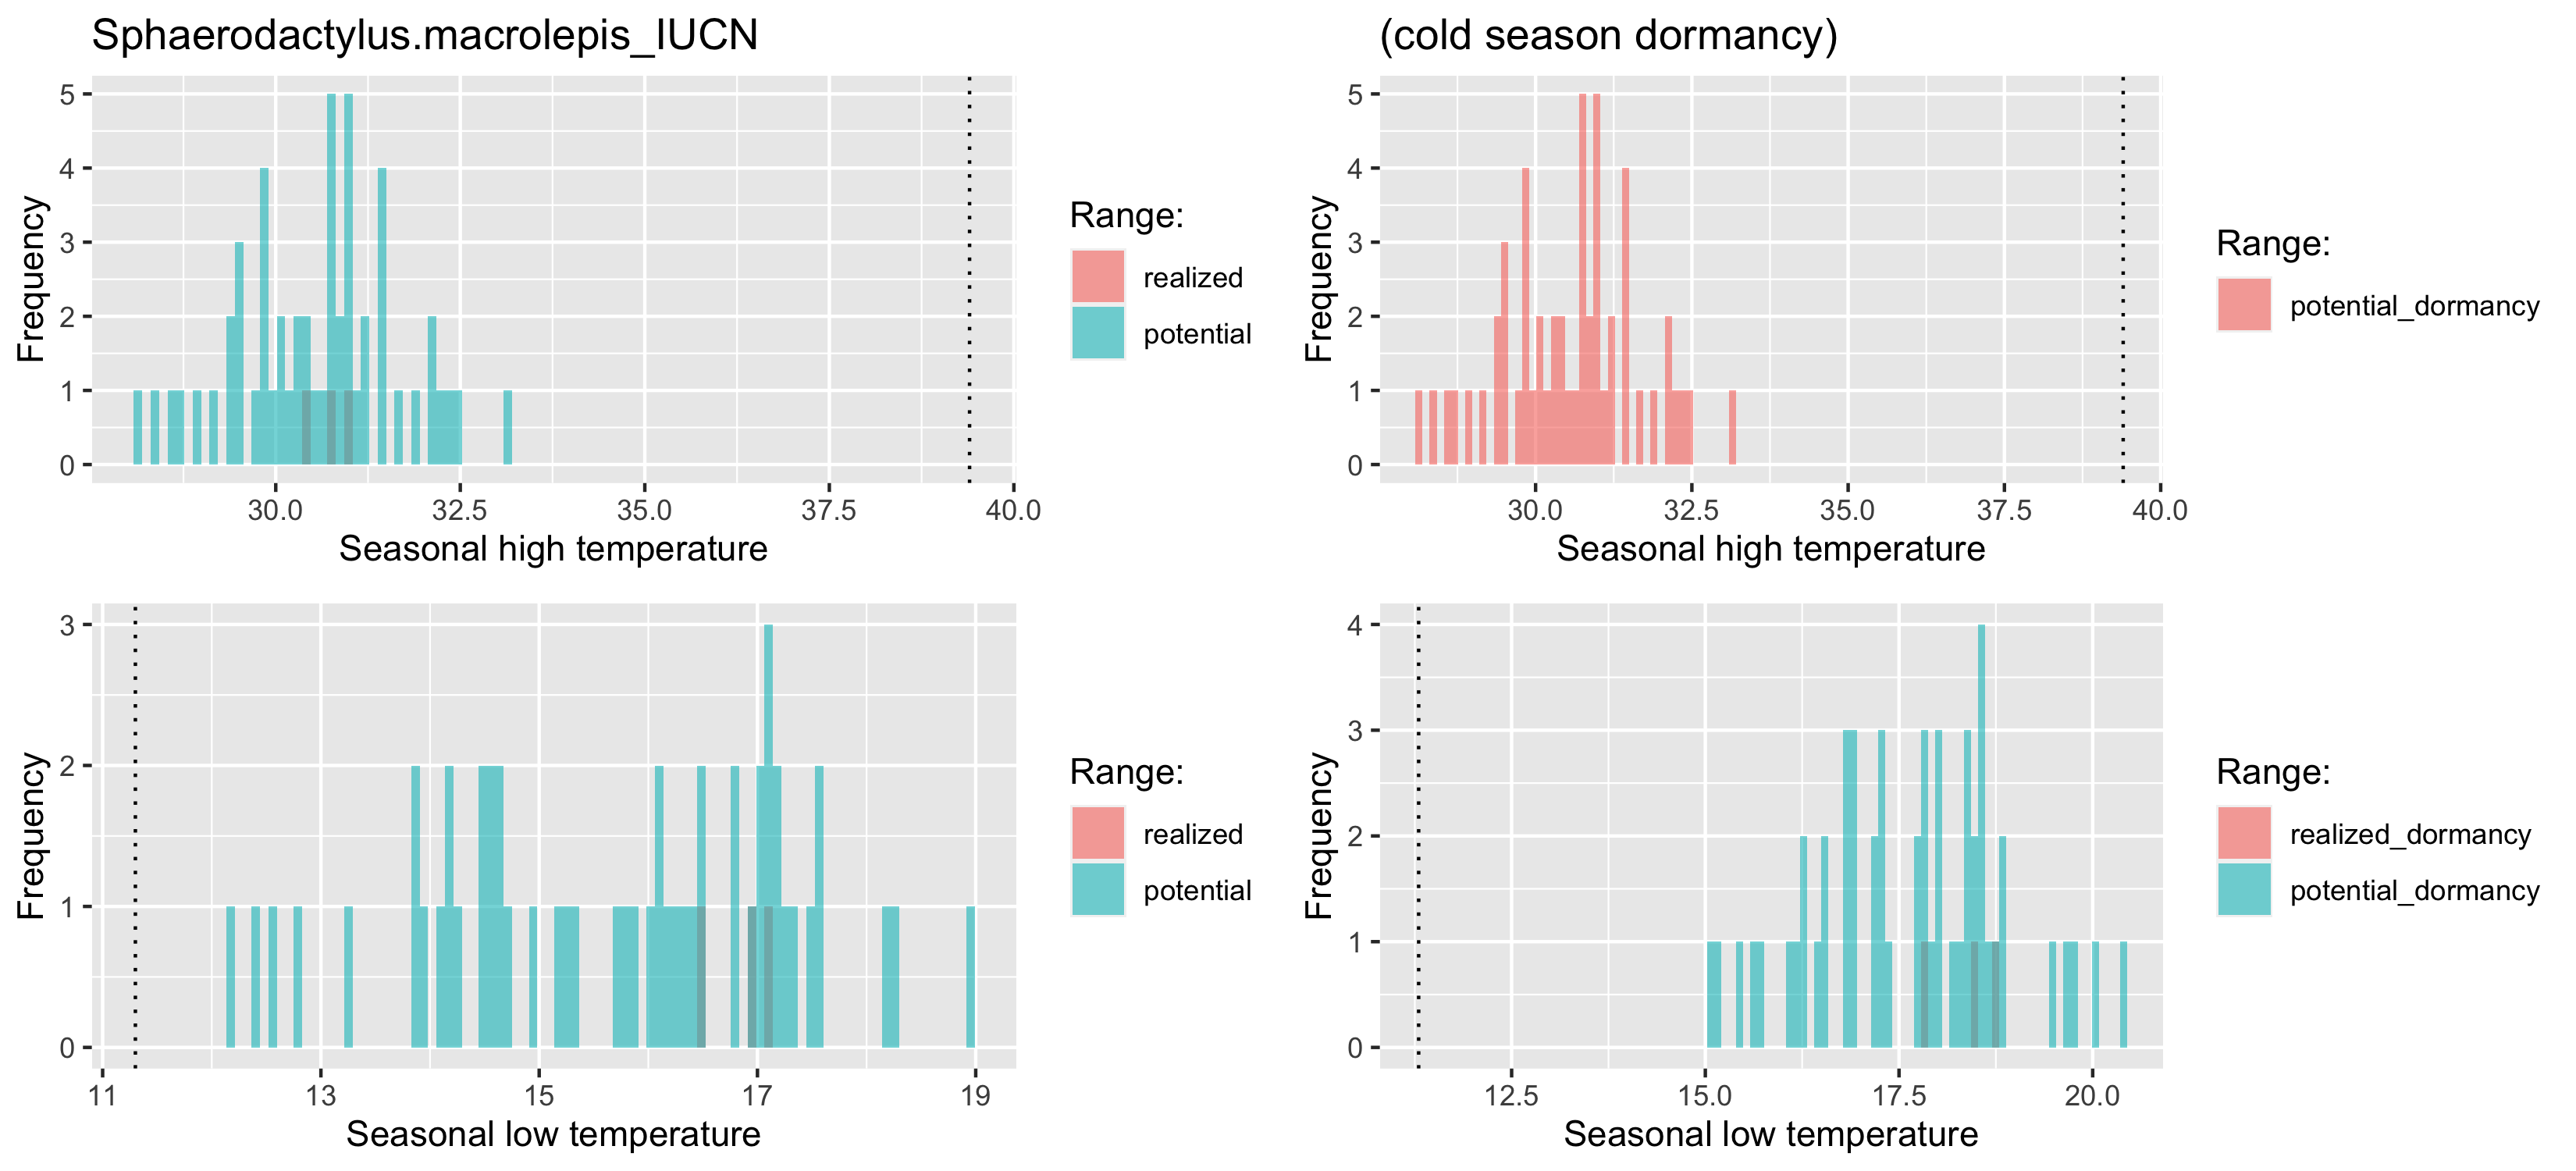 Sphaerodactylus.macrolepis_IUCN
5
4
3
2
1
0
Frequency
30.0 32.5 35.0 37.5 40.0
Seasonal high temperature
Range:
realized
potential
(cold season dormancy)
5
4
3
2
1
0
Frequency
30.0 32.5 35.0 37.5 40.0
Seasonal high temperature
Range:
potential_dormancy
3
2
1
0
Frequency
11 13 15 17 19
Seasonal low temperature
Range:
realized
potential
4
3
2
1
0
Frequency
12.5 15.0 17.5 20.0
Seasonal low temperature
Range:
realized_dormancy
potential_dormancy